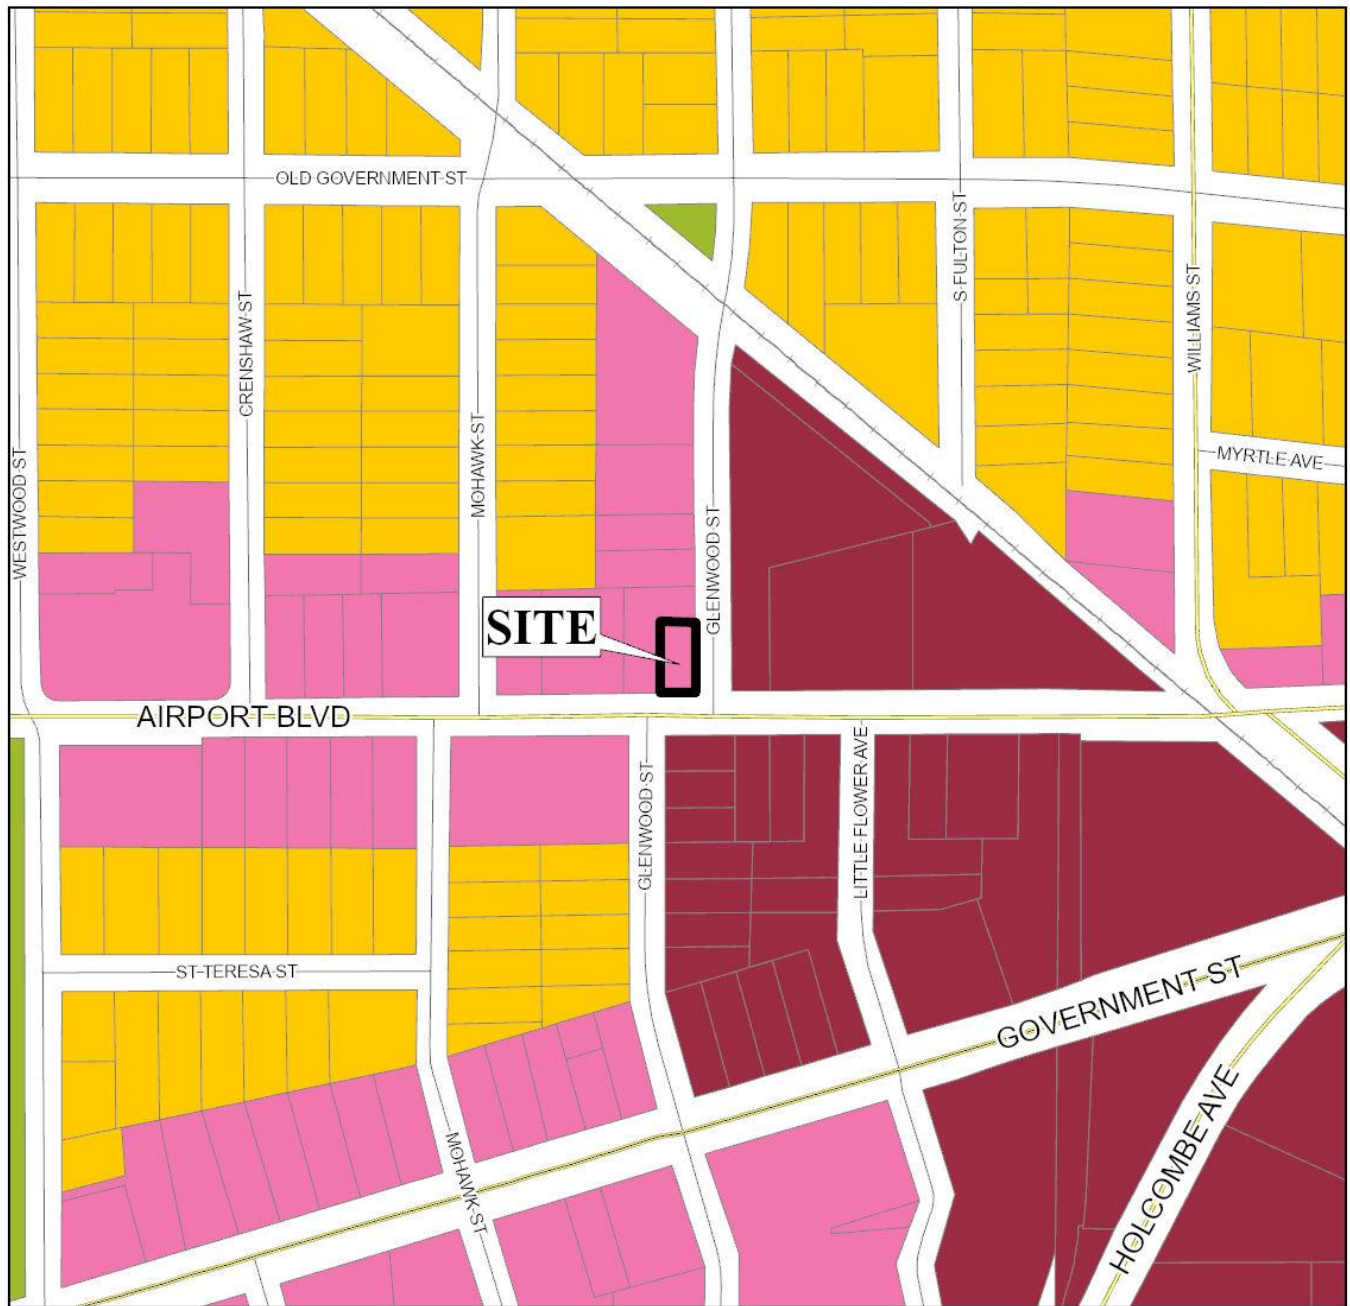 OLD GOVERNMENT ST
S FULTON ST
WILLIAMS ST
CRENSHAW ST
MOHAWK ST
WESTWOOD ST
MYRTLE AVE
GLENWOOD ST
SITE
AIRPORT BLVD
GLENWOOD ST
LITTLE FLOWER AVE
ST TERESA ST
GOVERNMENT ST
MOHAWK ST
HOLCOMBE AVE